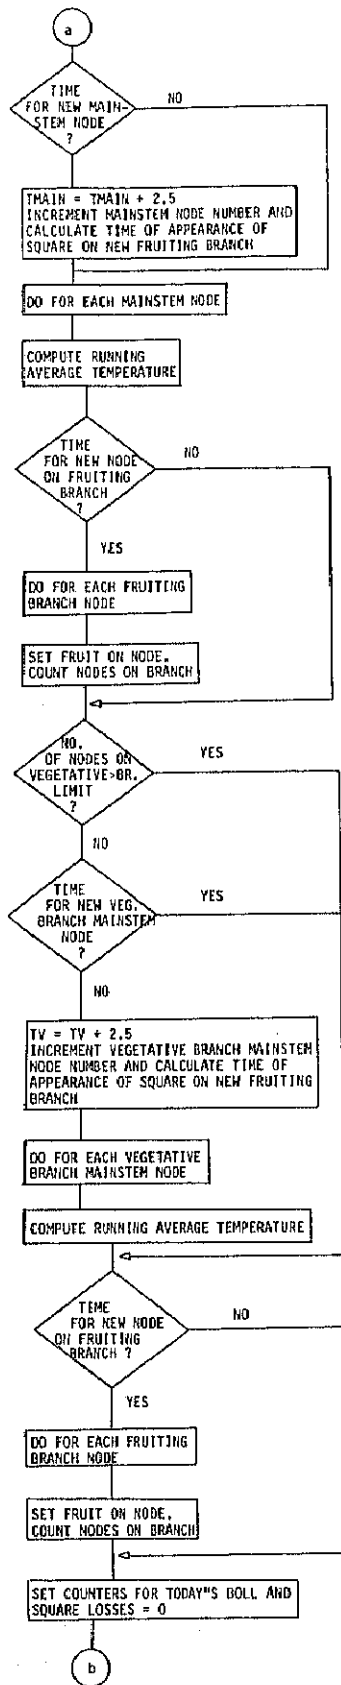 a
TIME
FOR NEW MAIN-
STEM NODE
?
NO
TMAIN = TMAIN + 2.5
INCREMENT MAINSTEM NODE NUMBER AND
CALCULATE TIME OF APPEARANCE OF
SQUARE ON NEW FRUITING BRANCH
DO FOR EACH MAINSTEM NODE
COMPUTE RUNNING
AVERAGE TEMPERATURE
TIME
FOR NEW NODE
ON FRUITING
BRANCH
?
NO
YES
DO FOR EACH FRUITING
BRANCH NODE
SET FRUIT ON NODE.
COUNT NODES ON BRANCH
NO.
OF NODES ON
VEGETATIVE>BR.
LIMIT
?
YES
NO
TIME
FOR NEW VEG.
BRANCH MAINSTEM
NODE
?
YES
NO
TV = TV + 2.5
INCREMENT VEGETATIVE BRANCH MAINSTEM
NODE NUMBER AND CALCULATE TIME OF
APPEARANCE OF SQUARE ON NEW FRUITING
BRANCH
DO FOR EACH VEGETATIVE
BRANCH MAINSTEM NODE
COMPUTE RUNNING AVERAGE TEMPERATURE
TIME
FOR NEW NODE
ON FRUITING
BRANCH ?
NO
YES
DO FOR EACH FRUITING
BRANCH NODE
SET FRUIT ON NODE.
COUNT NODES ON BRANCH
SET COUNTERS FOR TODAY"S BOLL AND
SQUARE LOSSES = 0
b